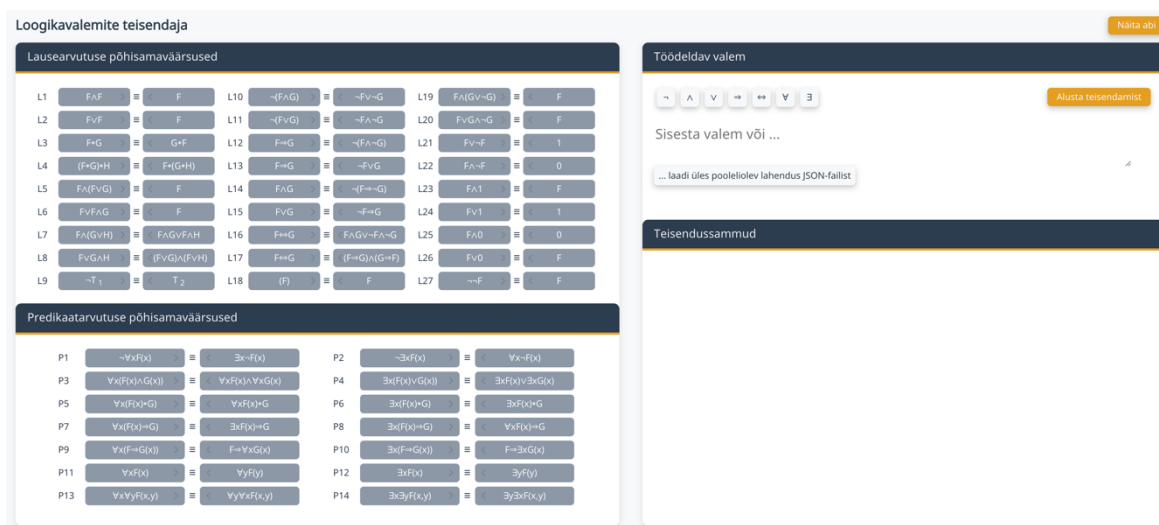 Loogikavalemite teisendaja
Näita abi
Lausearvutuse põhisamaväärsused
L1 F∧F > ≡ < F L10 ¬(F∧G) > ≡ < ¬F∨¬G L19 F∧(G∨¬G) > ≡ < F
L2 F∨F > ≡ < F L11 ¬(F∨G) > ≡ < ¬F∧¬G L20 F∨G∧¬G > ≡ < F
L3 F*G > ≡ < G*F L12 F⇒G > ≡ < ¬(F∧¬G) L21 F∨¬F > ≡ < 1
L4 (F*G)*H > ≡ < F*(G*H) L13 F⇒G > ≡ < ¬F∨G L22 F∧¬F > ≡ < 0
L5 F∧(F∨G) > ≡ < F L14 F∧G > ≡ < ¬(F⇒¬G) L23 F∧1 > ≡ < F
L6 F∨F∧G > ≡ < F L15 F∨G > ≡ < ¬F⇒G L24 F∨1 > ≡ < 1
L7 F∧(G∨H) > ≡ < F∧G∨F∧H L16 F⇔G > ≡ < F∧G∨¬F∧¬G L25 F∧0 > ≡ < 0
L8 F∨G∧H > ≡ < (F∨G)∧(F∨H) L17 F⇔G > ≡ < (F⇒G)∧(G⇒F) L26 F∨0 > ≡ < F
L9 ¬T₁ > ≡ < T₂ L18 (F) > ≡ < F L27 ¬¬F > ≡ < F
Predikaatarvutuse põhisamaväärsused
P1 ¬∀xF(x) > ≡ < ∃x¬F(x) P2 ¬∃xF(x) > ≡ < ∀x¬F(x)
P3 ∀x(F(x)∧G(x)) > ≡ < ∀xF(x)∧∀xG(x) P4 ∃x(F(x)∨G(x)) > ≡ < ∃xF(x)∨∃xG(x)
P5 ∀x(F(x)*G) > ≡ < ∀xF(x)*G P6 ∃x(F(x)*G) > ≡ < ∃xF(x)*G
P7 ∀x(F(x)⇒G) > ≡ < ∃xF(x)⇒G P8 ∃x(F(x)⇒G) > ≡ < ∀xF(x)⇒G
P9 ∀x(F⇒G(x)) > ≡ < F⇒∀xG(x) P10 ∃x(F⇒G(x)) > ≡ < F⇒∃xG(x)
P11 ∀xF(x) > ≡ < ∀yF(y) P12 ∃xF(x) > ≡ < ∃yF(y)
P13 ∀x∀yF(x,y) > ≡ < ∀y∀xF(x,y) P14 ∃x∃yF(x,y) > ≡ < ∃y∃xF(x,y)
Töödeldav valem
¬ ∧ ∨ ⇒ ⇔ ∀ ∃
Alusta teisendamist
Sisesta valem või ...
... laadi üles pooleliolev lahendus JSON-failist
Teisendussammud